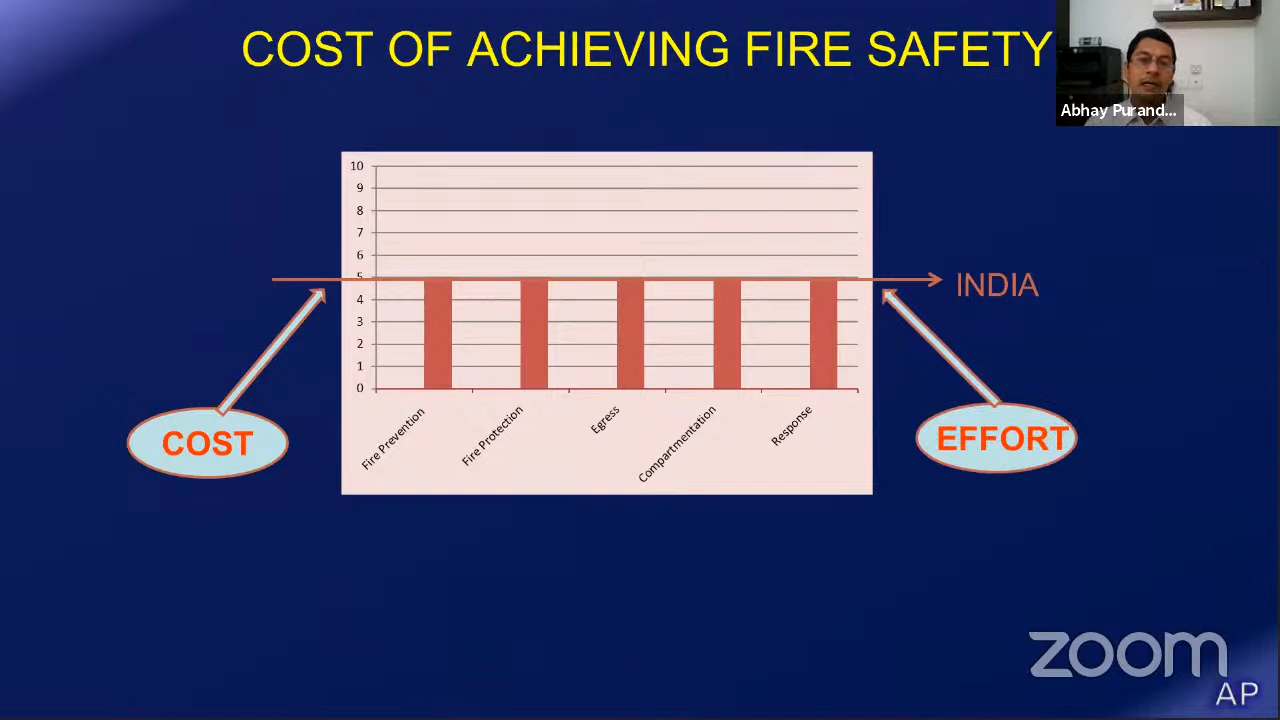 COST OF ACHIEVING FIRE SAFETY
Abhay Purand...
10
9
8
7
6
5
4
3
2
1
0
INDIA
Fire Prevention
Fire Protection
Egress
Compartmentation
Response
COST
EFFORT
zoom
AP